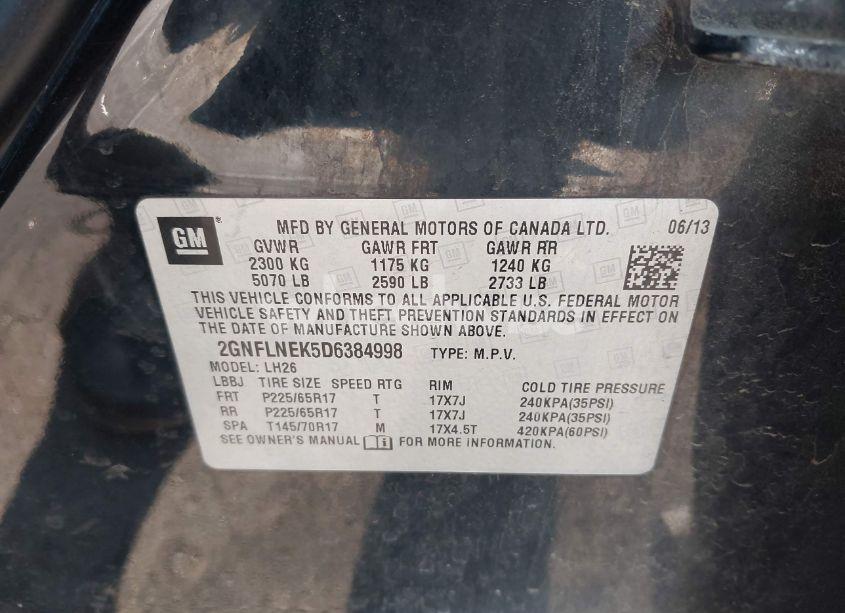 GM ® MFD BY GENERAL MOTORS OF CANADA LTD. 06/13
GVWR GAWR FRT GAWR RR
2300 KG 1175 KG 1240 KG
5070 LB 2590 LB 2733 LB
THIS VEHICLE CONFORMS TO ALL APPLICABLE U.S. FEDERAL MOTOR
VEHICLE SAFETY AND THEFT PREVENTION STANDARDS IN EFFECT ON
THE DATE OF MANUFACTURE SHOWN ABOVE.
2GNFLNEK5D6384998 TYPE: M.P.V.
MODEL: LH26
LBBJ TIRE SIZE SPEED RTG RIM COLD TIRE PRESSURE
FRT P225/65R17 T 17X7J 240KPA(35PSI)
RR P225/65R17 T 17X7J 240KPA(35PSI)
SPA T145/70R17 M 17X4.5T 420KPA(60PSI)
SEE OWNER'S MANUAL FOR MORE INFORMATION.